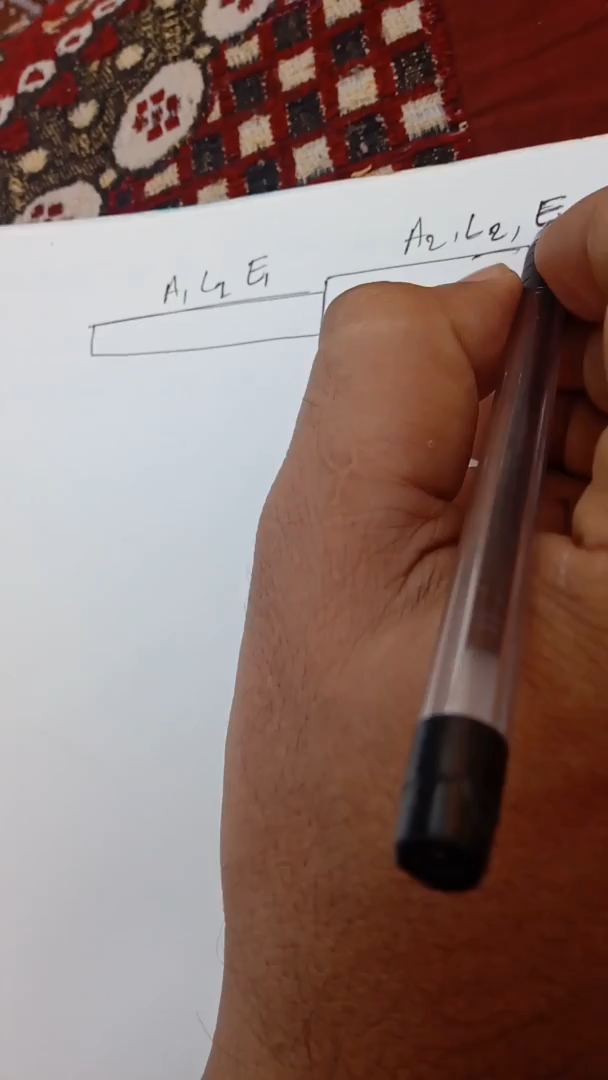 A₂, L₂, E
A₁ L₁ E₁